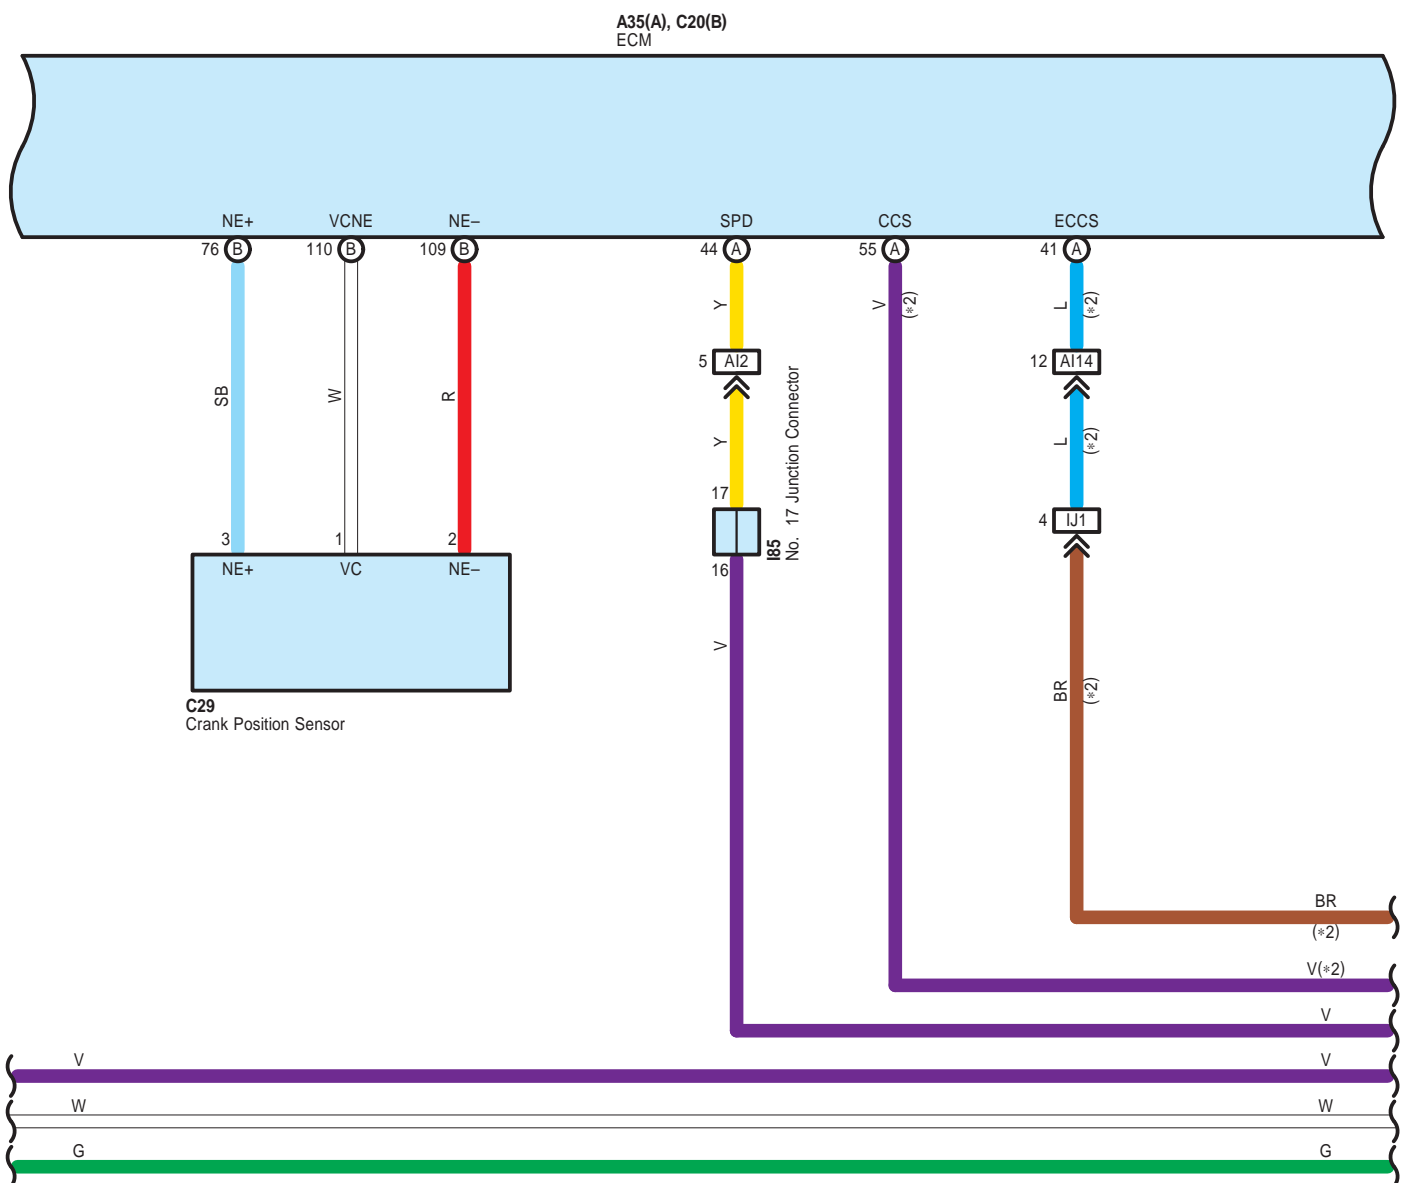 A35(A), C20(B)
ECM
NE+ VCNE NE– SPD CCS ECCS
76 B 110 B 109 B 44 A 55 A 41 A
Y V (*2) L (*2)
5 AI2 12 AI14
SB W R Y L (*2)
17 4 IJ1
I85
No. 17 Junction Connector
3 1 2
NE+ VC NE–
16
V
BR (*2)
C29
Crank Position Sensor
BR
(*2)
V(*2)
V
V V
W W
G G